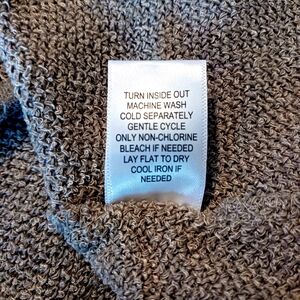 TURN INSIDE OUT
MACHINE WASH
COLD SEPARATELY
GENTLE CYCLE
ONLY NON-CHLORINE
BLEACH IF NEEDED
LAY FLAT TO DRY
COOL IRON IF
NEEDED